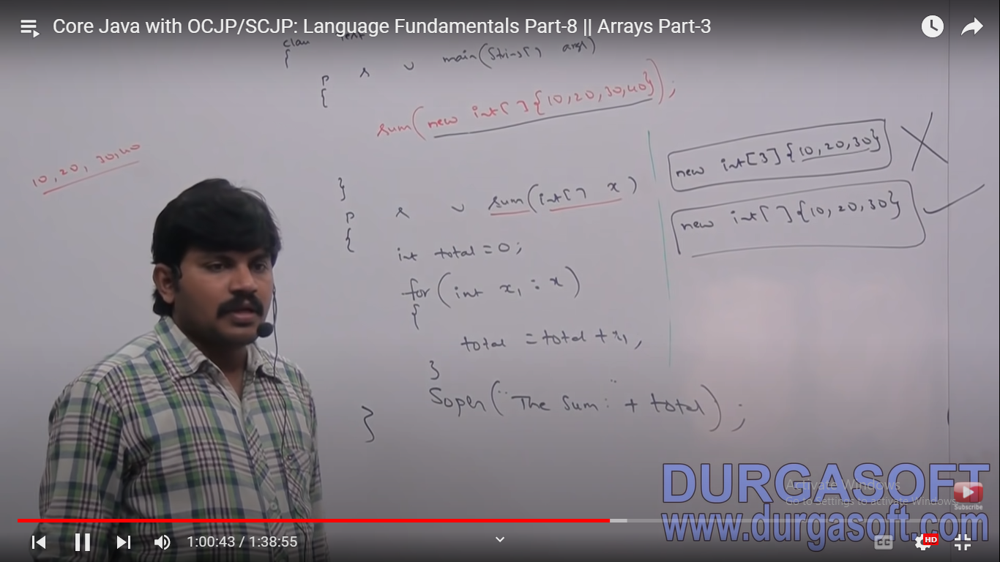 Core Java with OCJP/SCJP: Language Fundamentals Part-8 || Arrays Part-3
class Test
{
p s v main(String[] args)
{
sum(new int[]{10,20,30,40});
10,20, 30,40
}
p s v sum(int[] x)
{
int total=0;
for(int x1 : x)
{
total =total +x1;
}
Sopln("The Sum:" + total);
}
new int[3]{10,20,30}
new int[]{10,20,30}
DURGASOFT
www.durgasoft.com
Activate Windows
Go to Settings to activate Windows.
Subscribe
1:00:43 / 1:38:55
CC
HD